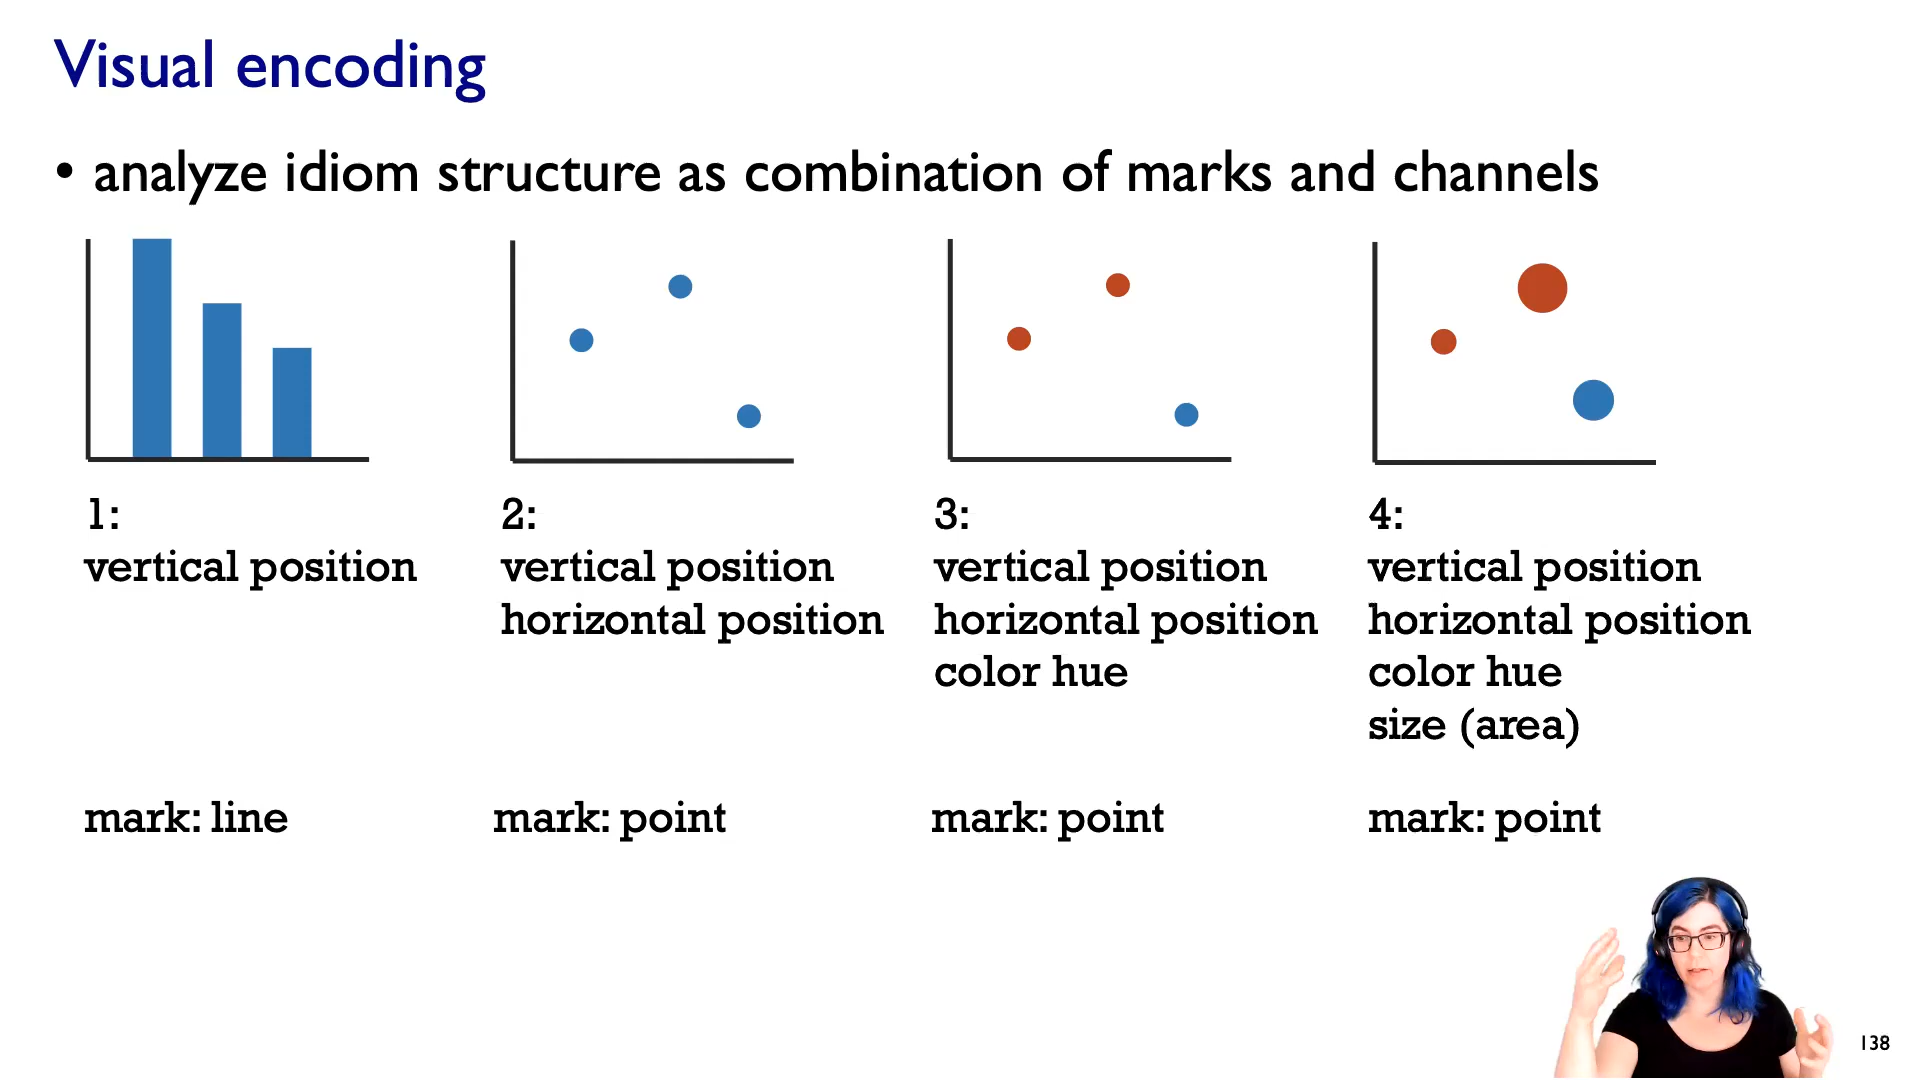 Visual encoding
• analyze idiom structure as combination of marks and channels
1:
vertical position
mark: line
2:
vertical position
horizontal position
mark: point
3:
vertical position
horizontal position
color hue
mark: point
4:
vertical position
horizontal position
color hue
size (area)
mark: point
138